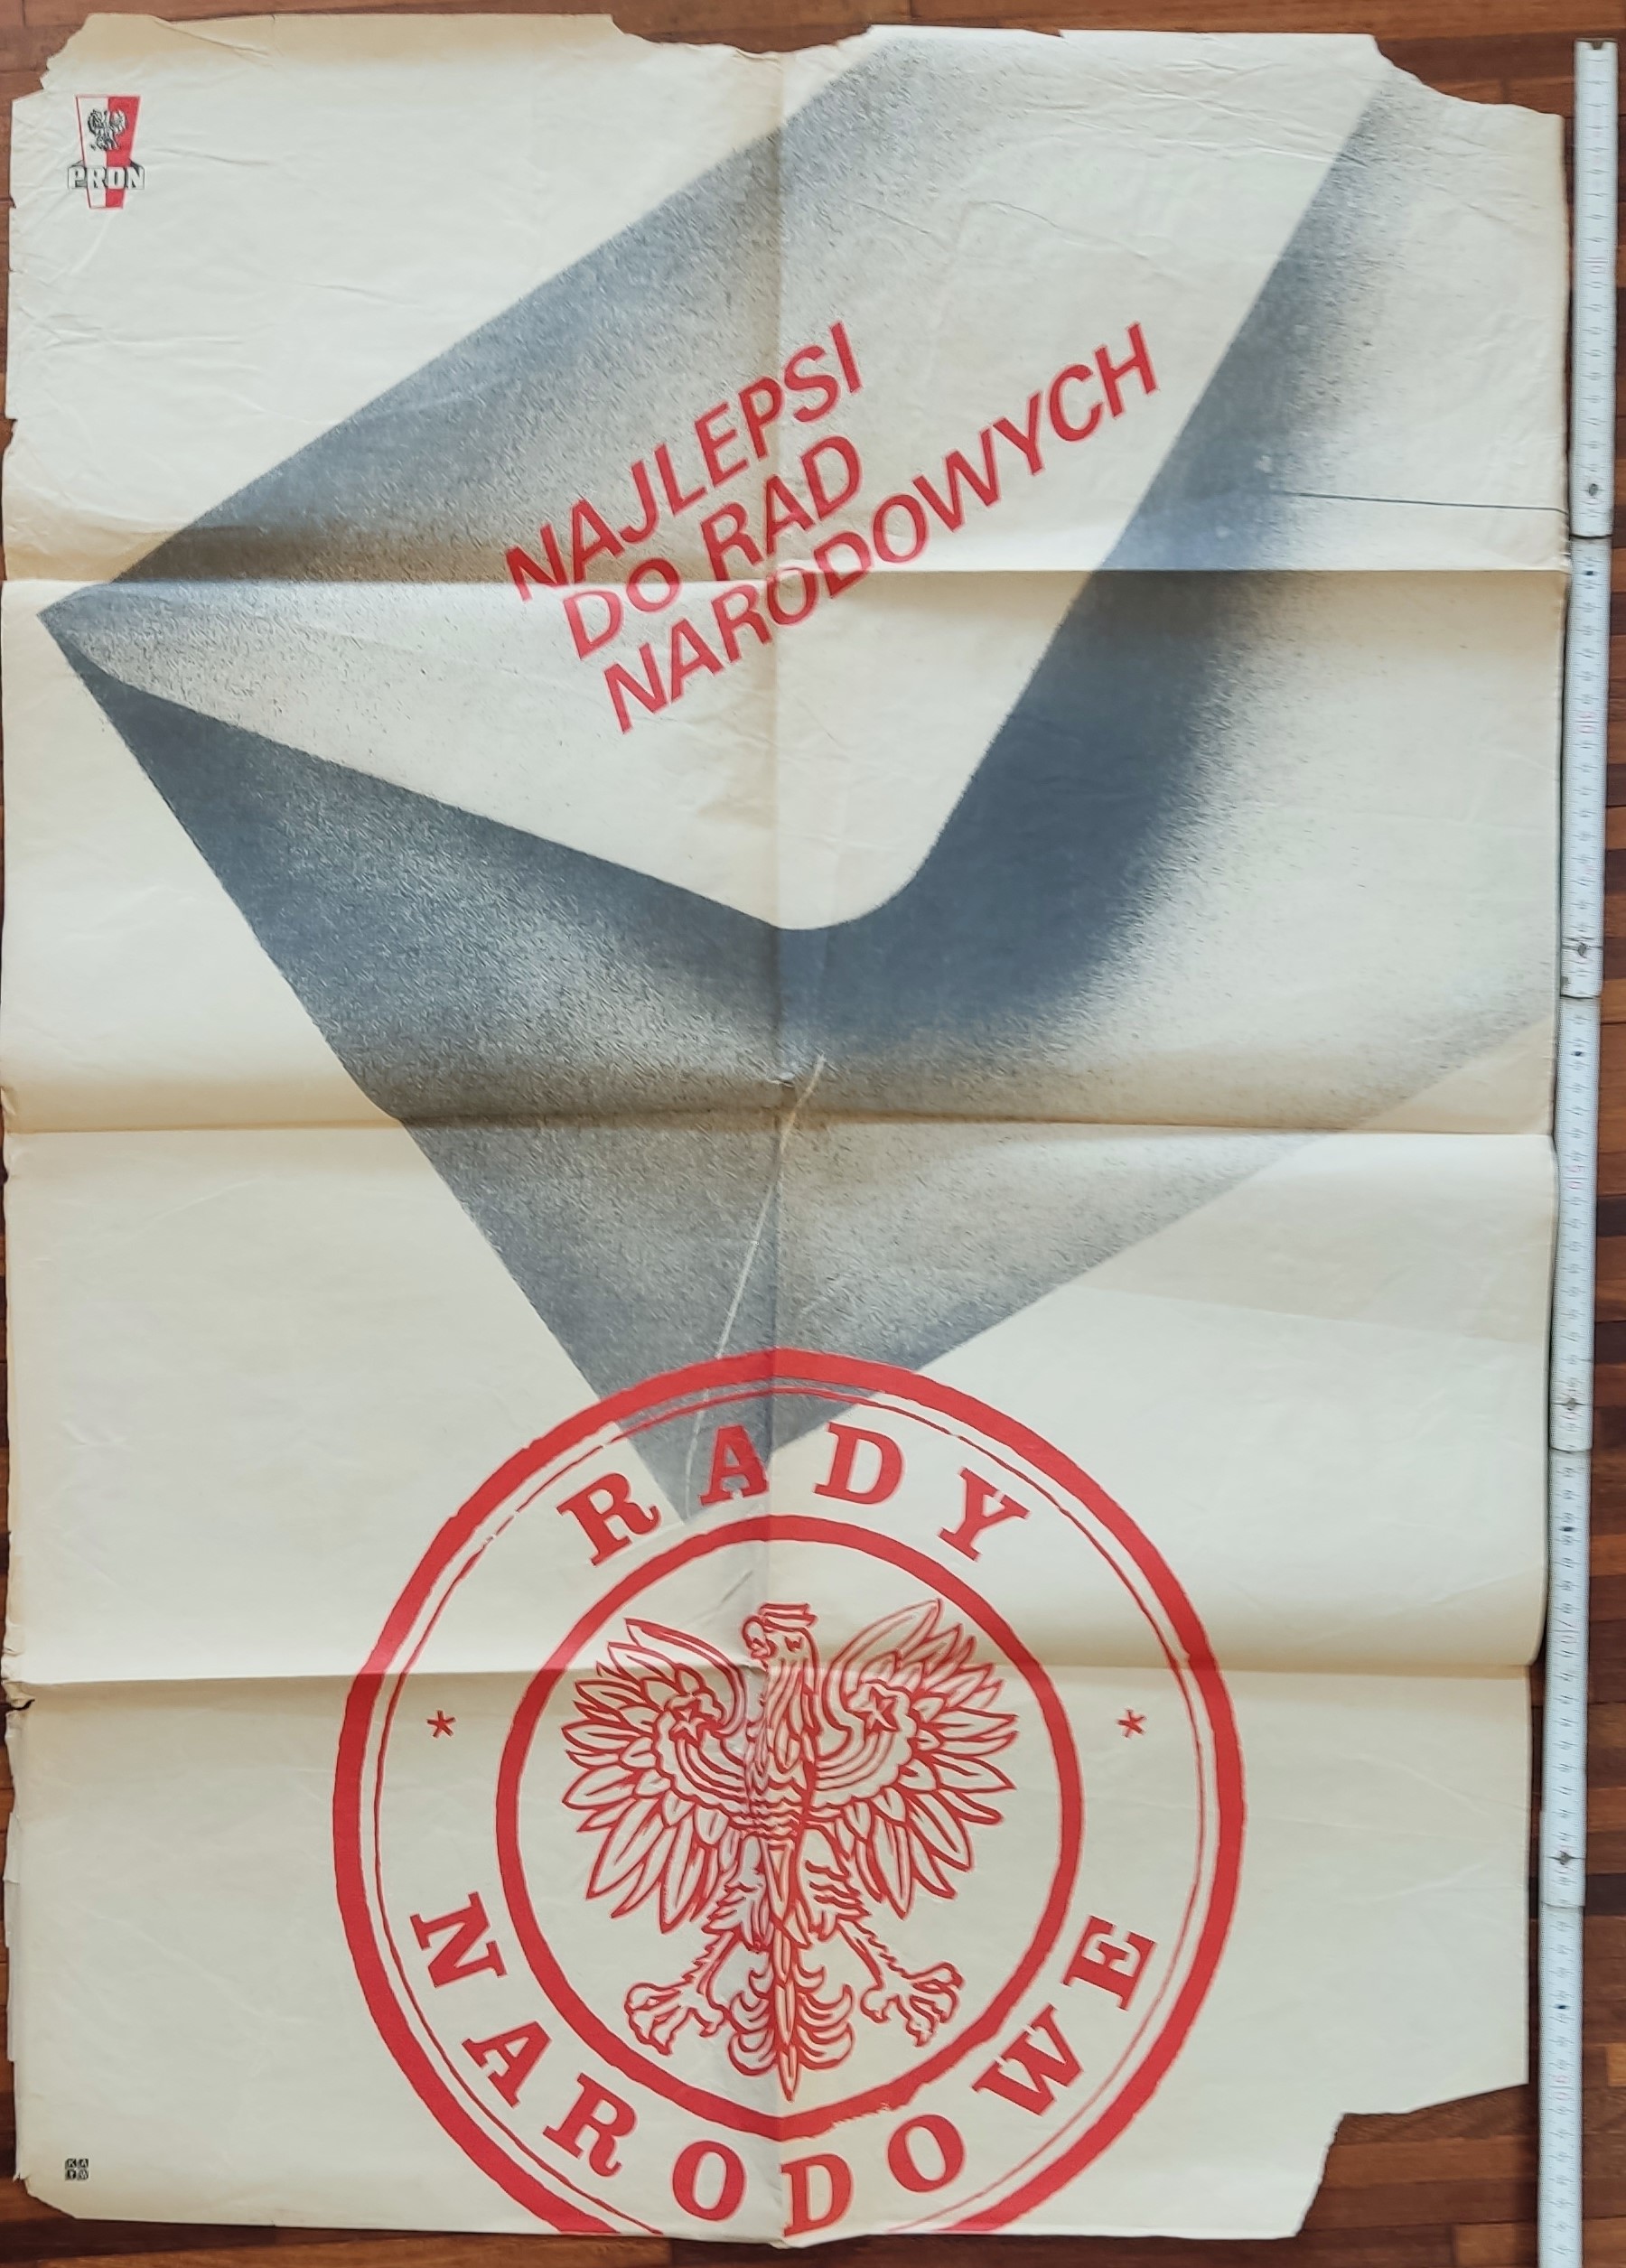 PRON
NAJLEPSI
DO RAD
NARODOWYCH
RADY
* *
NARODOWE